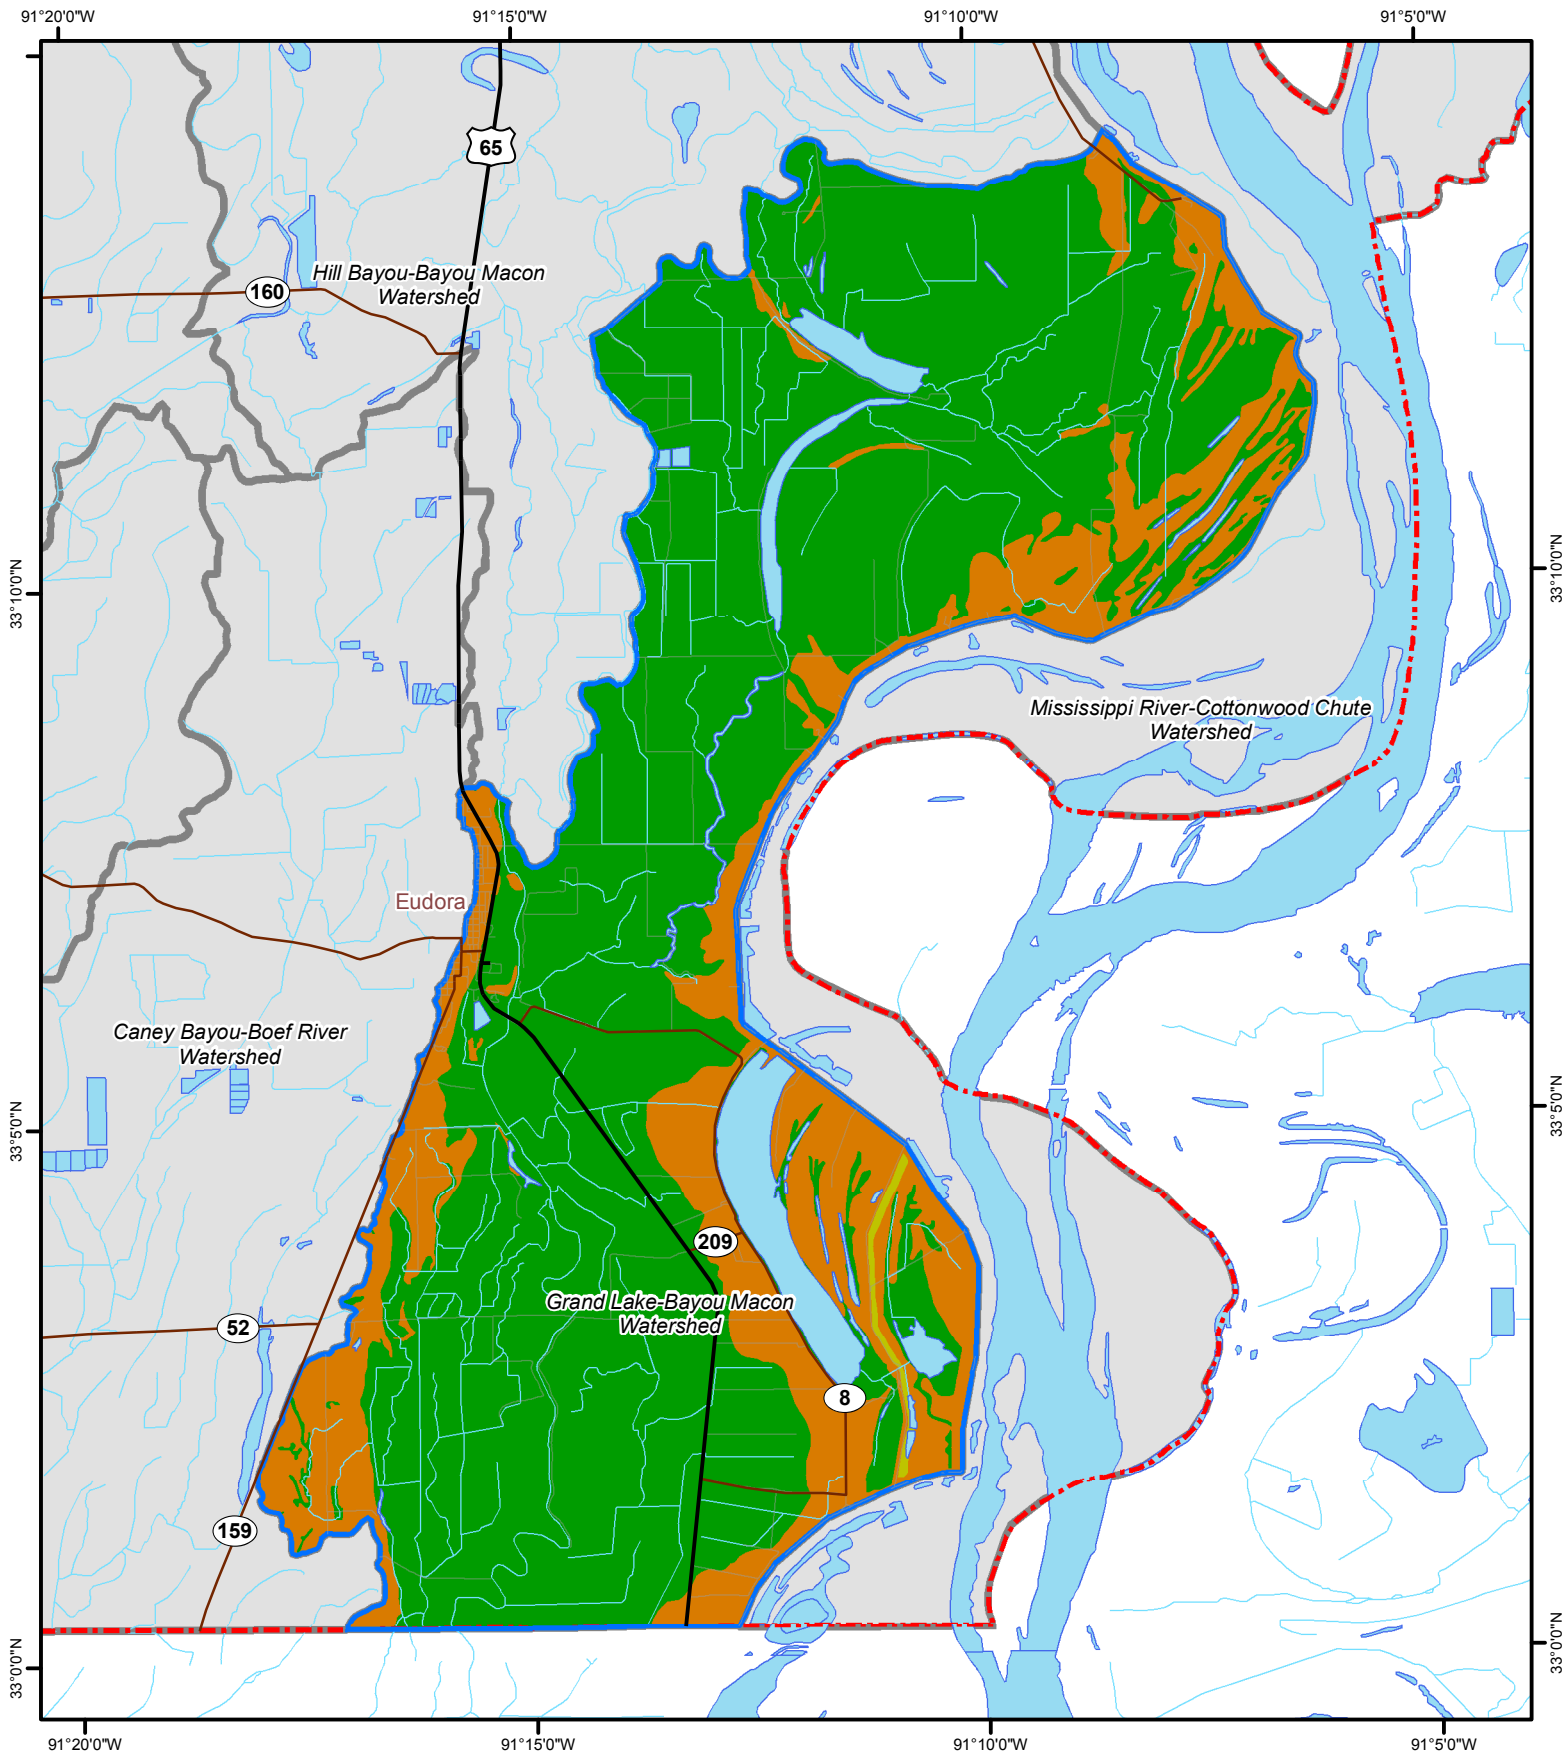 91°20'0"W
91°15'0"W
91°10'0"W
91°5'0"W
65
Hill Bayou-Bayou Macon
Watershed
160
33°10'0"N
33°10'0"N
Mississippi River-Cottonwood Chute
Watershed
Eudora
Caney Bayou-Boef River
Watershed
33°5'0"N
33°5'0"N
209
Grand Lake-Bayou Macon
Watershed
52
8
159
33°0'0"N
33°0'0"N
91°20'0"W
91°15'0"W
91°10'0"W
91°5'0"W